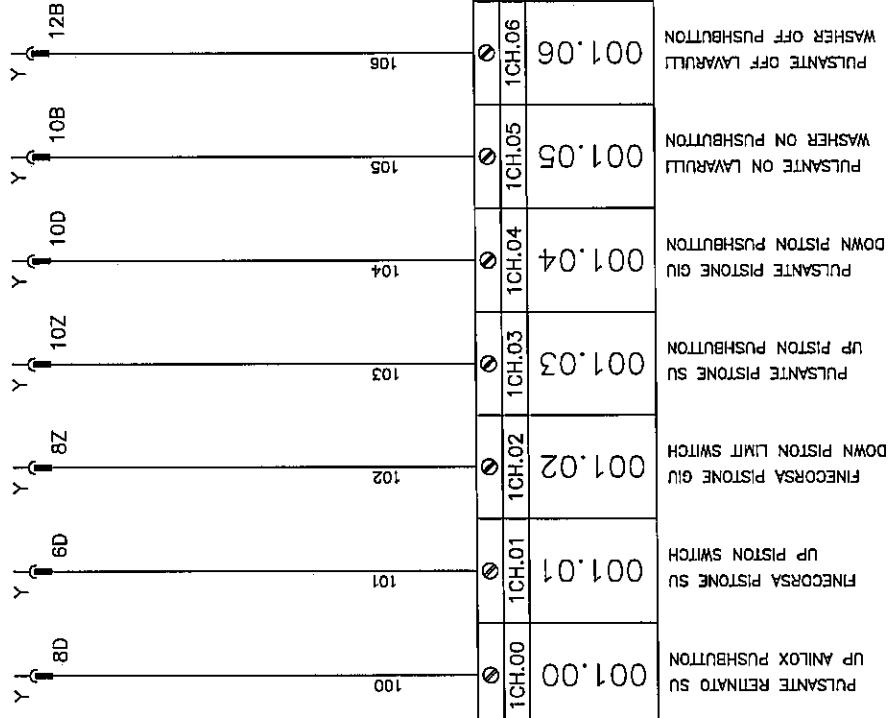 Y
12B
106
1CH.06
001.06
PULSANTE OFF LAVARULLI
WASHER OFF PUSHBUTTON
Y
10B
105
1CH.05
001.05
PULSANTE ON LAVARULLI
WASHER ON PUSHBUTTON
Y
10D
104
1CH.04
001.04
PULSANTE PISTONE GIU
DOWN PISTON PUSHBUTTON
Y
10Z
103
1CH.03
001.03
PULSANTE PISTONE SU
UP PISTON PUSHBUTTON
Y
8Z
102
1CH.02
001.02
FINECORSA PISTONE GIU
DOWN PISTON LIMIT SWITCH
Y
6D
101
1CH.01
001.01
FINECORSA PISTONE SU
UP PISTON SWITCH
Y
8D
100
1CH.00
001.00
PULSANTE RETINATO SU
UP ANILOX PUSHBUTTON